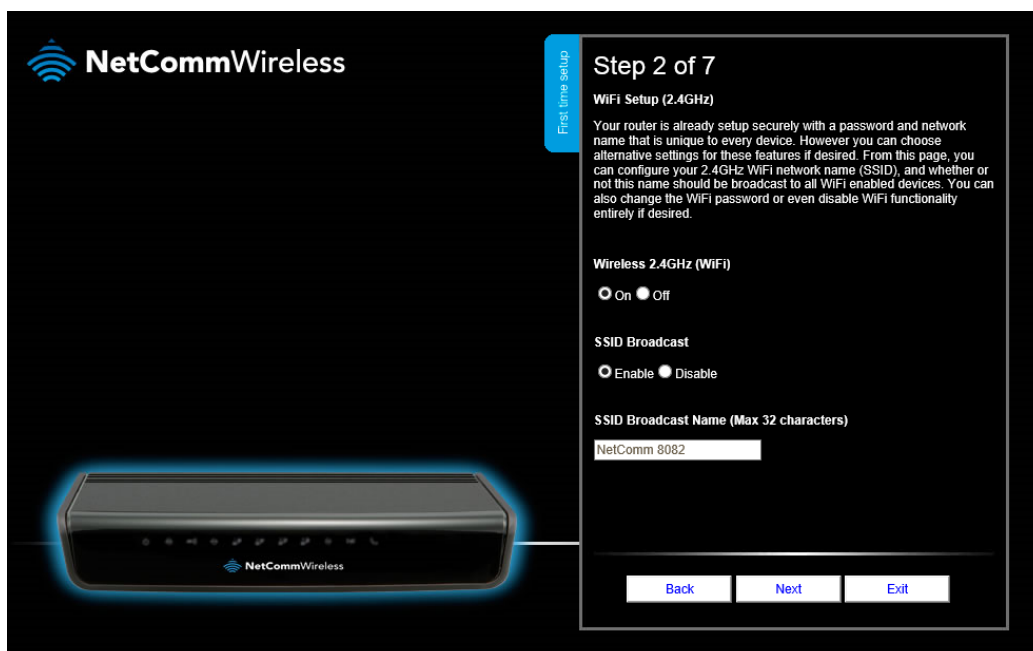 NetCommWireless
First time setup
Step 2 of 7
WiFi Setup (2.4GHz)
Your router is already setup securely with a password and network
name that is unique to every device. However you can choose
alternative settings for these features if desired. From this page, you
can configure your 2.4GHz WiFi network name (SSID), and whether or
not this name should be broadcast to all WiFi enabled devices. You can
also change the WiFi password or even disable WiFi functionality
entirely if desired.
Wireless 2.4GHz (WiFi)
On Off
SSID Broadcast
Enable Disable
SSID Broadcast Name (Max 32 characters)
NetComm 8082
NetCommWireless
Back Next Exit